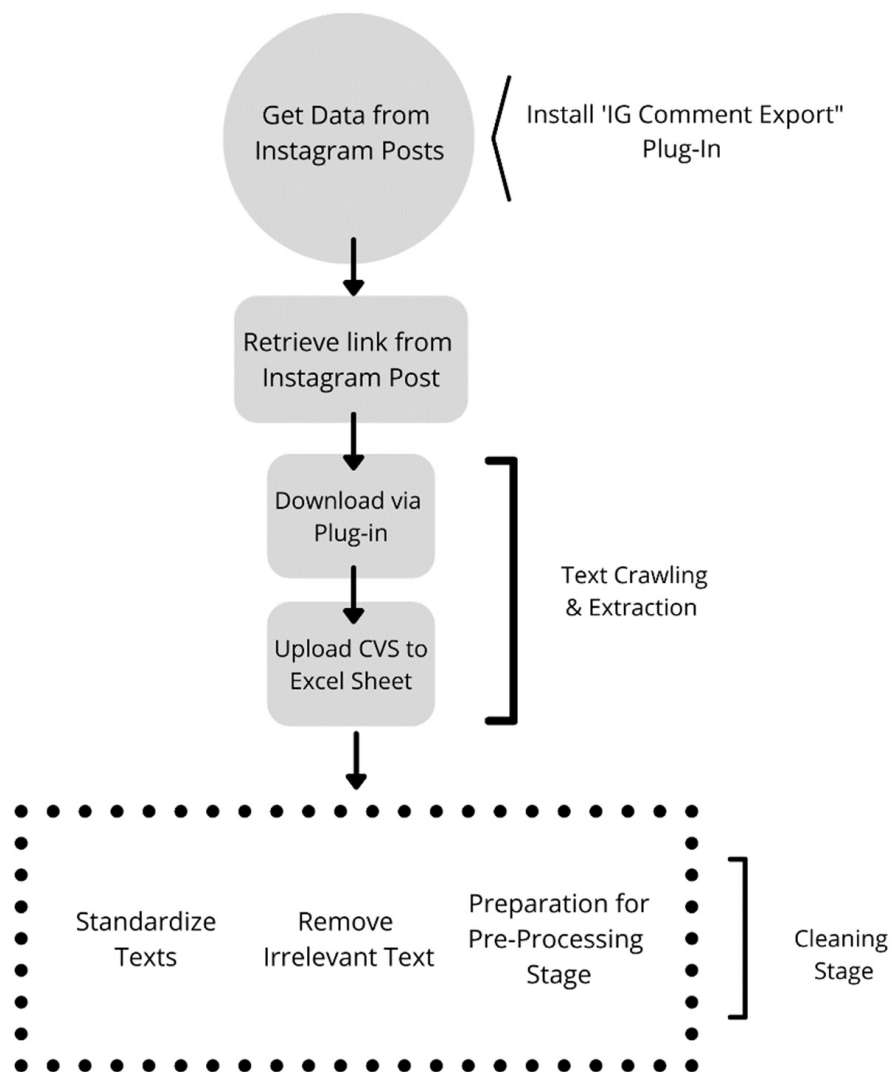 Get Data from
Instagram Posts
Install 'IG Comment Export"
Plug-In
Retrieve link from
Instagram Post
Download via
Plug-in
Upload CVS to
Excel Sheet
Text Crawling
& Extraction
Standardize
Texts
Remove
Irrelevant Text
Preparation for
Pre-Processing
Stage
Cleaning
Stage